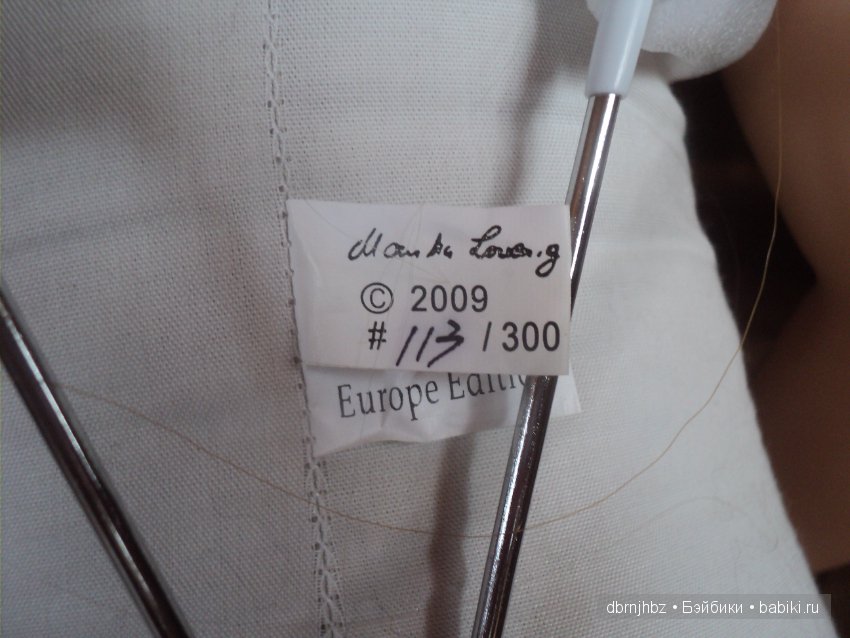 © 2009
# 113 / 300
Europe Editio
dbrnjhbz • Бэйбики • babiki.ru